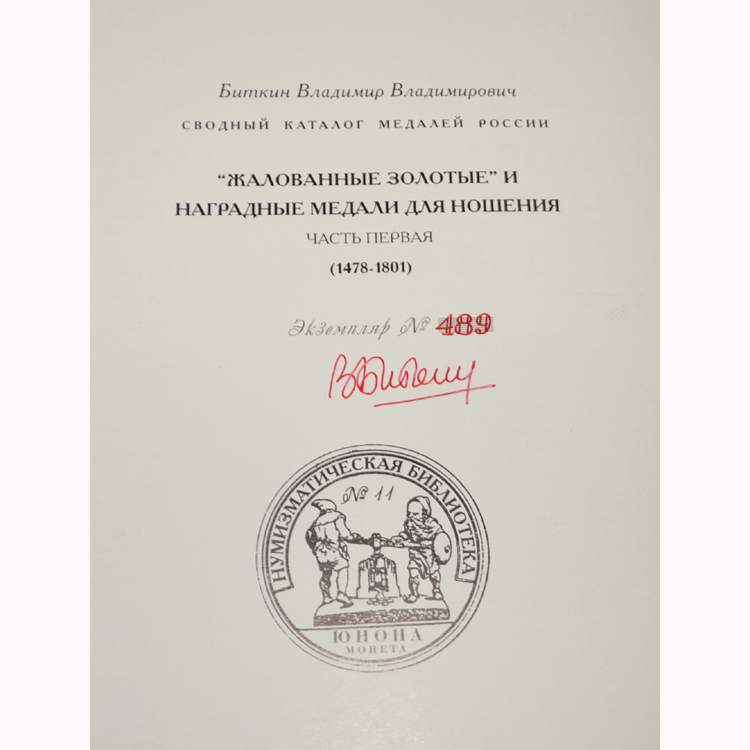 Биткин Владимир Владимирович
СВОДНЫЙ КАТАЛОГ МЕДАЛЕЙ РОССИИ
“ЖАЛОВАННЫЕ ЗОЛОТЫЕ” И
НАГРАДНЫЕ МЕДАЛИ ДЛЯ НОШЕНИЯ
ЧАСТЬ ПЕРВАЯ
(1478-1801)
Экземпляр № 489
ВБиткин
НУМИЗМАТИЧЕСКАЯ БИБЛИОТЕКА
№ 11
ЮНОНА
МОНЕТА